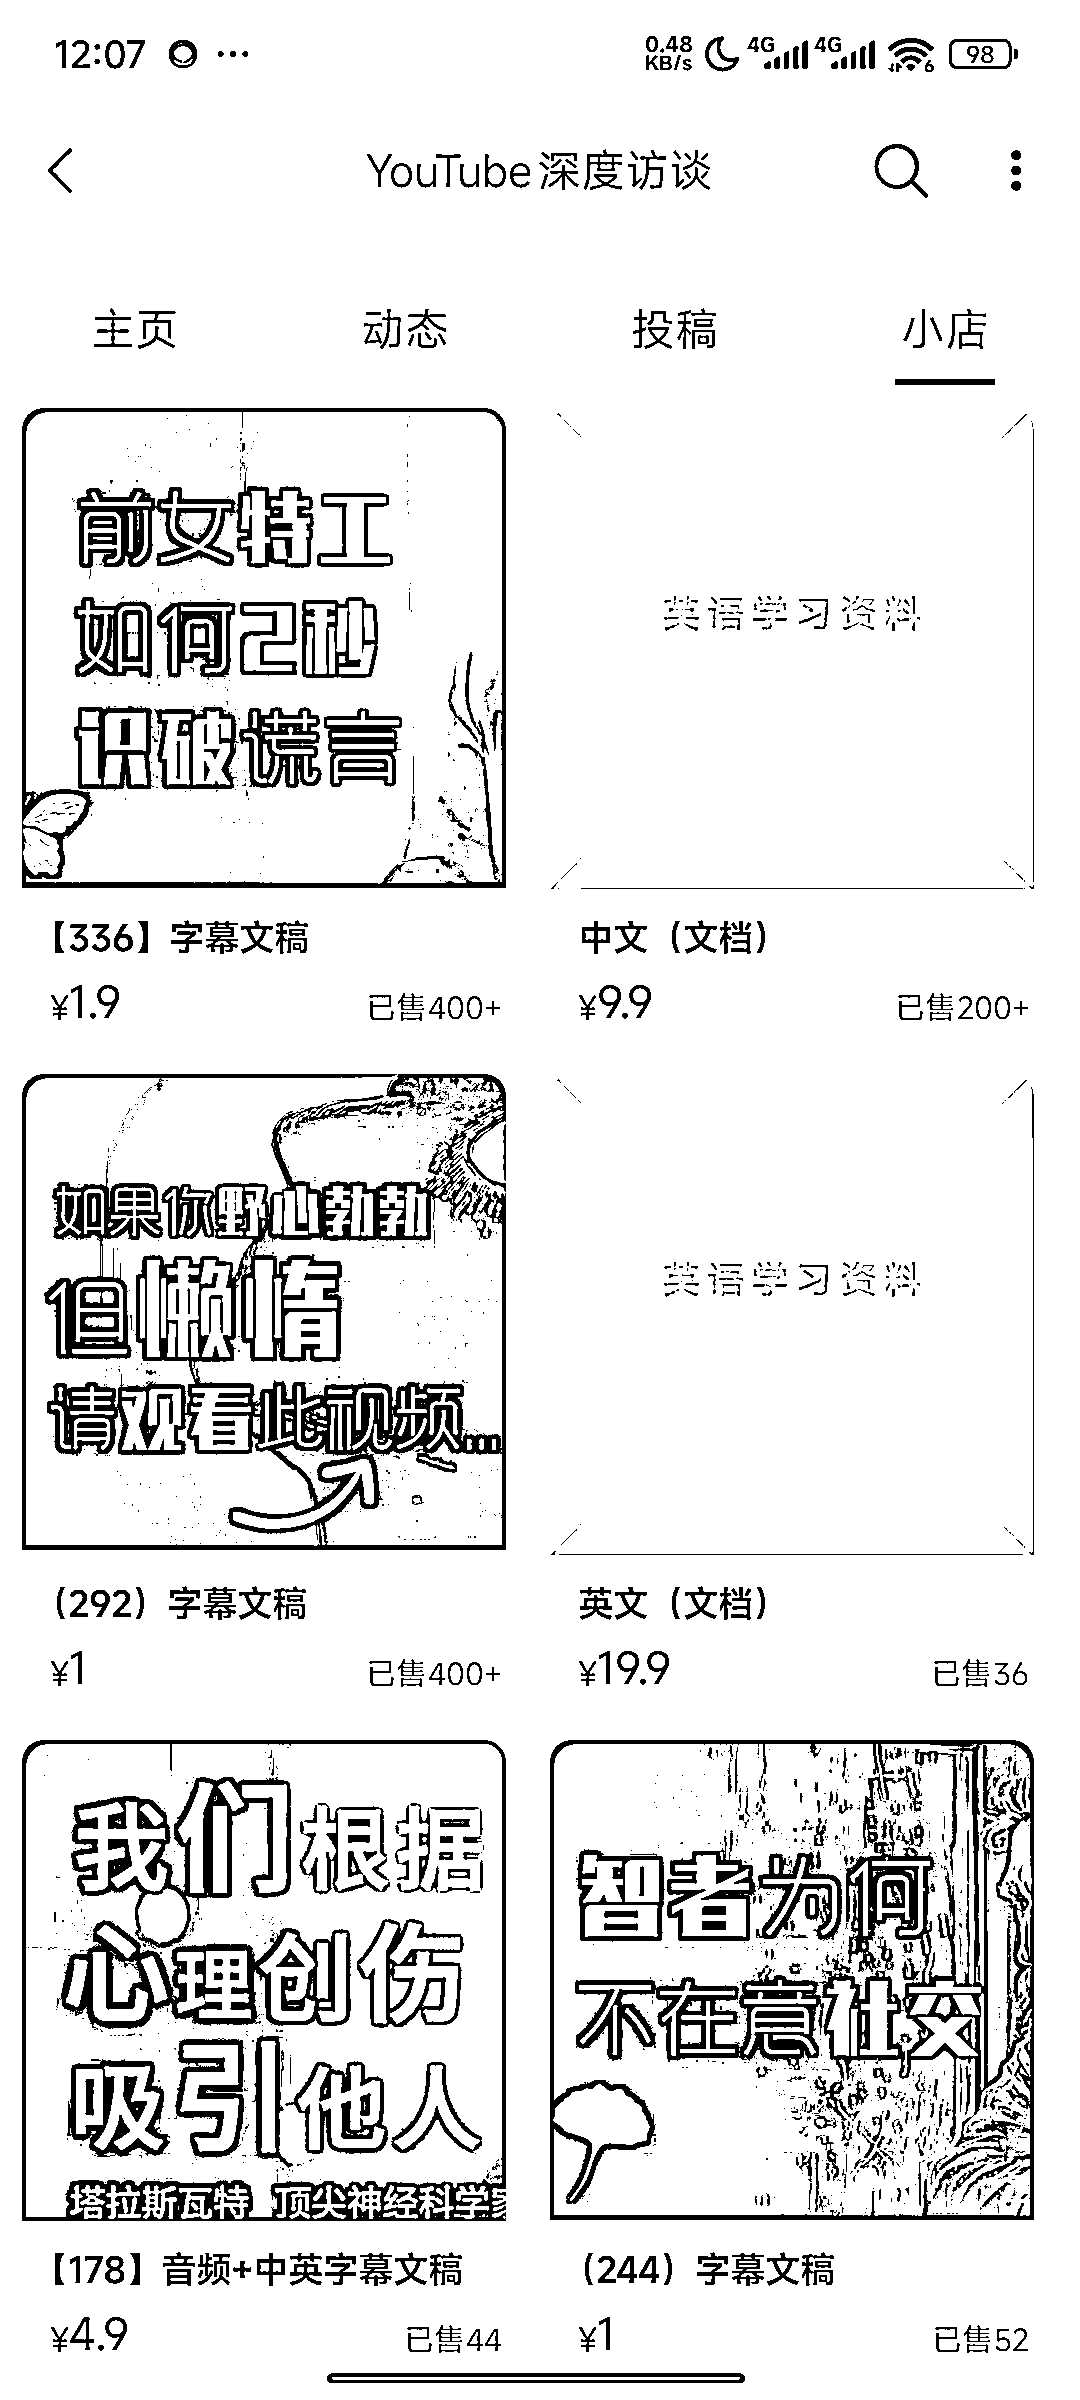 12:07
0.48 KB/s 4G 4G 6 98
YouTube深度访谈
主页 动态 投稿 小店
前女特工
如何2秒
识破谎言
英语学习资料
【336】字幕文稿
¥1.9 已售400+
中文（文档）
¥9.9 已售200+
如果你野心勃勃
但懒惰
请观看此视频...
英语学习资料
（292）字幕文稿
¥1 已售400+
英文（文档）
¥19.9 已售36
我们根据
心理创伤
吸引他人
塔拉斯瓦特 顶尖神经科学家
智者为何
不在意社交
【178】音频+中英字幕文稿
¥4.9 已售44
（244）字幕文稿
¥1 已售52